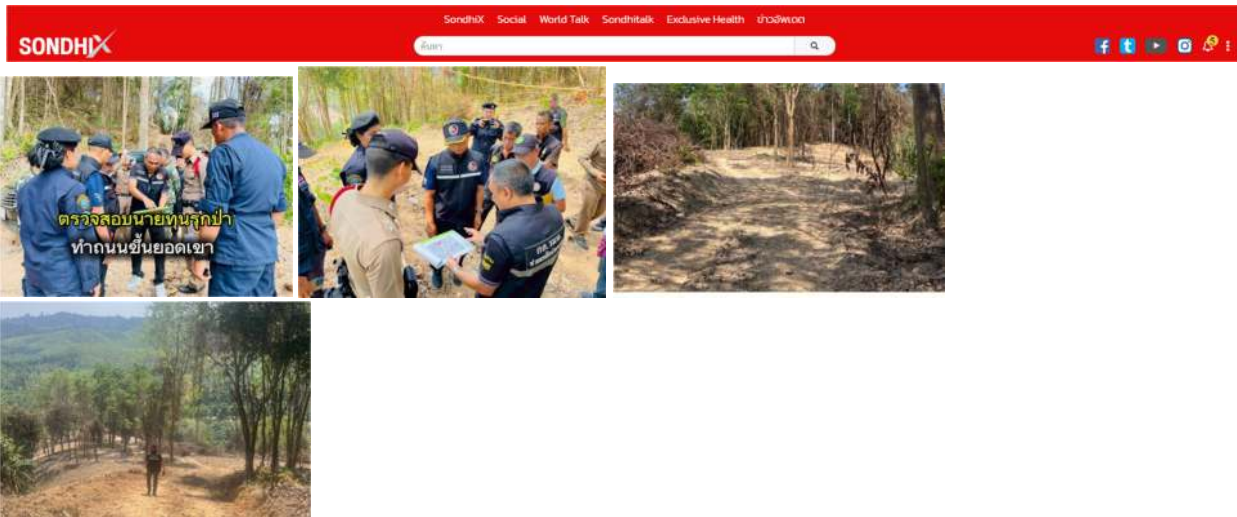 SondhiX Social World Talk Sondhitalk Exclusive Health ข่าวอัพเดต
SONDHIX
ค้นหา
5
ตรวจสอบนายทุนรุกป่า
ทำถนนขึ้นยอดเขา